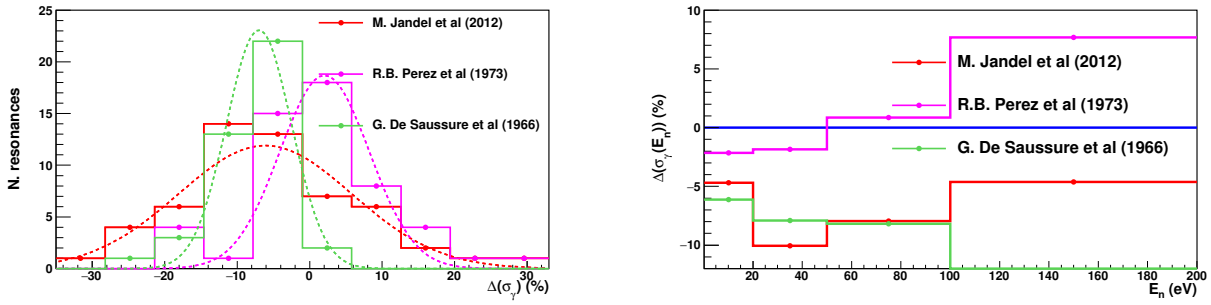 25
20
15
10
5
0
N. resonances
−30 −20 −10 0 10 20 30
Δ(σγ) (%)
M. Jandel et al (2012)
R.B. Perez et al (1973)
G. De Saussure et al (1966)
10
5
0
−5
−10
Δ(σγ(En)) (%)
0 20 40 60 80 100 120 140 160 180 200
En (eV)
M. Jandel et al (2012)
R.B. Perez et al (1973)
G. De Saussure et al (1966)